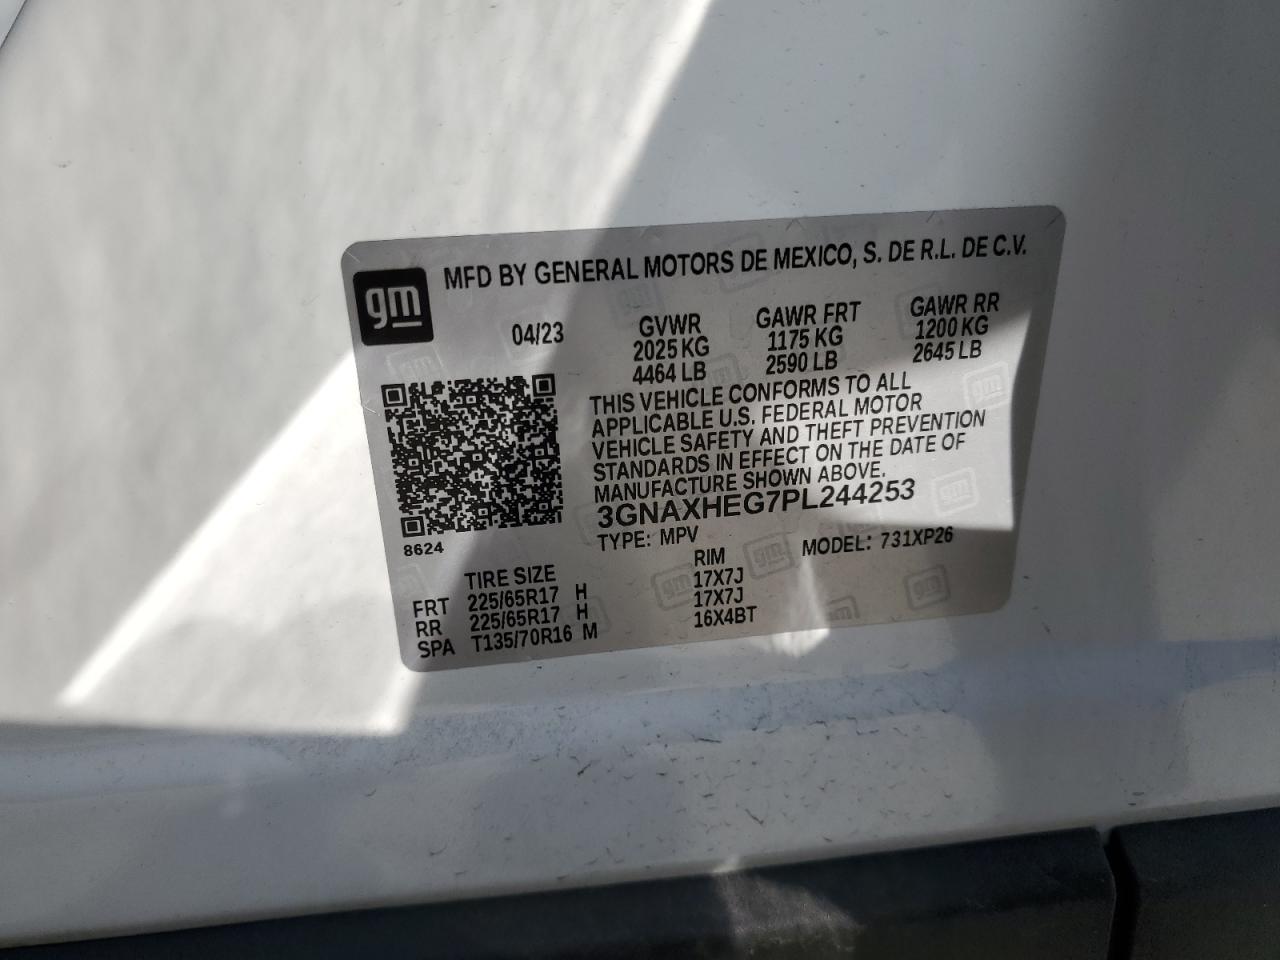 MFD BY GENERAL MOTORS DE MEXICO, S. DE R.L. DE C.V.
gm
04/23
GVWR GAWR FRT GAWR RR
2025 KG 1175 KG 1200 KG
4464 LB 2590 LB 2645 LB
THIS VEHICLE CONFORMS TO ALL
APPLICABLE U.S. FEDERAL MOTOR
VEHICLE SAFETY AND THEFT PREVENTION
STANDARDS IN EFFECT ON THE DATE OF
MANUFACTURE SHOWN ABOVE.
3GNAXHEG7PL244253
TYPE: MPV MODEL: 731XP26
8624
TIRE SIZE RIM
FRT 225/65R17 H 17X7J
RR 225/65R17 H 17X7J
SPA T135/70R16 M 16X4BT